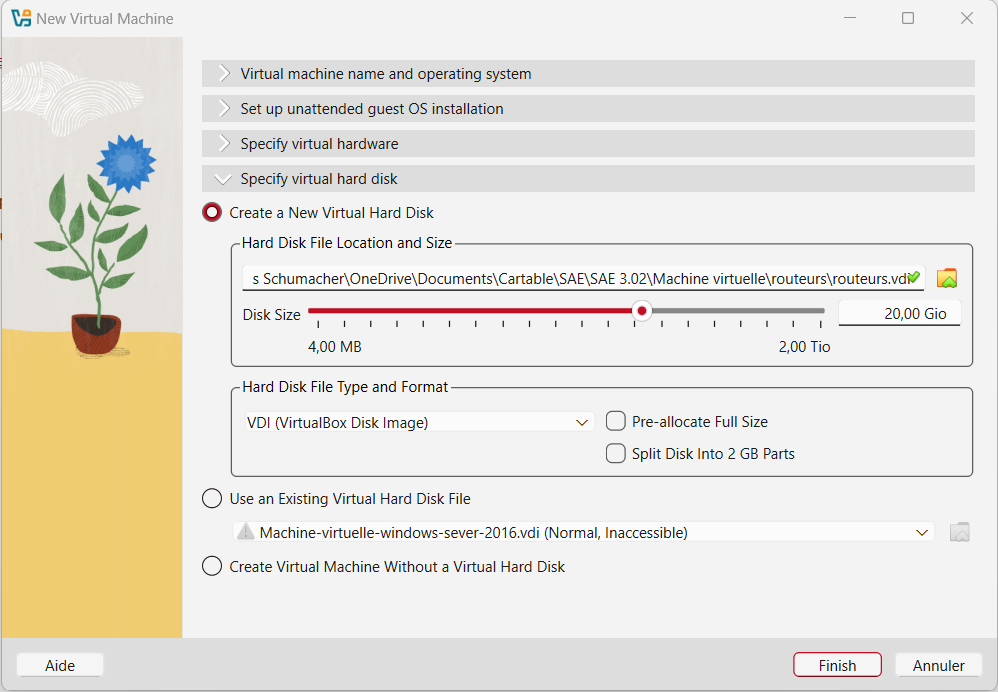 New Virtual Machine
Virtual machine name and operating system
Set up unattended guest OS installation
Specify virtual hardware
Specify virtual hard disk
Create a New Virtual Hard Disk
Hard Disk File Location and Size
s Schumacher\OneDrive\Documents\Cartable\SAE\SAE 3.02\Machine virtuelle\routeurs\routeurs.vdi
Disk Size
20,00 Gio
4,00 MB
2,00 Tio
Hard Disk File Type and Format
VDI (VirtualBox Disk Image)
Pre-allocate Full Size
Split Disk Into 2 GB Parts
Use an Existing Virtual Hard Disk File
Machine-virtuelle-windows-sever-2016.vdi (Normal, Inaccessible)
Create Virtual Machine Without a Virtual Hard Disk
Aide
Finish
Annuler